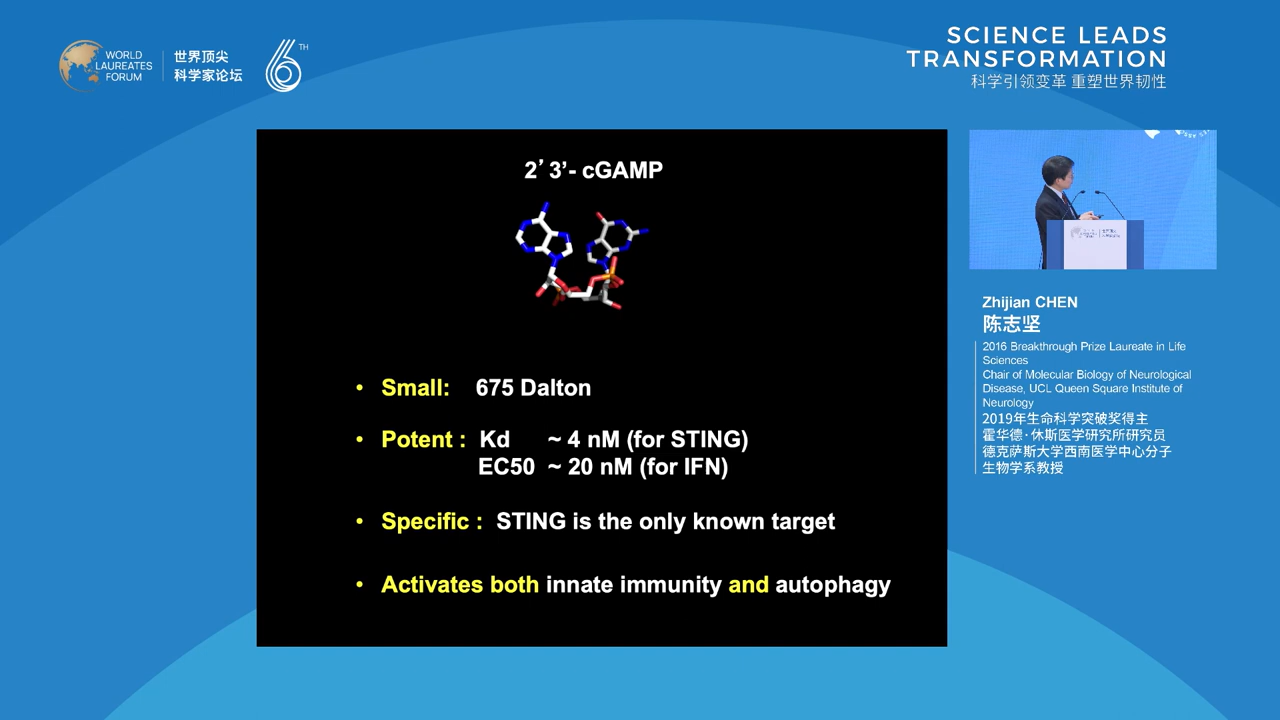 WORLD
LAUREATES
FORUM
世界顶尖
科学家论坛
6TH
SCIENCE LEADS
TRANSFORMATION
科学引领变革 重塑世界韧性
2’3’- cGAMP
• Small: 675 Dalton
• Potent : Kd ~ 4 nM (for STING)
EC50 ~ 20 nM (for IFN)
• Specific : STING is the only known target
• Activates both innate immunity and autophagy
Zhijian CHEN
陈志坚
2016 Breakthrough Prize Laureate in Life
Sciences
Chair of Molecular Biology of Neurological
Disease, UCL Queen Square Institute of
Neurology
2019年生命科学突破奖得主
霍华德·休斯医学研究所研究员
德克萨斯大学西南医学中心分子
生物学系教授